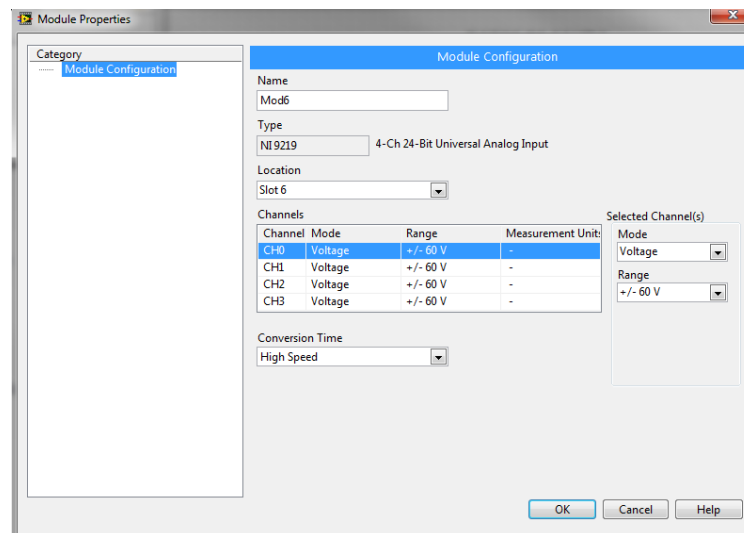 Module Properties
Category
Module Configuration
Module Configuration
Name
Mod6
Type
NI 9219 4-Ch 24-Bit Universal Analog Input
Location
Slot 6
Channels
Channel Mode Range Measurement Units
CH0 Voltage +/- 60 V -
CH1 Voltage +/- 60 V -
CH2 Voltage +/- 60 V -
CH3 Voltage +/- 60 V -
Selected Channel(s)
Mode
Voltage
Range
+/- 60 V
Conversion Time
High Speed
OK Cancel Help